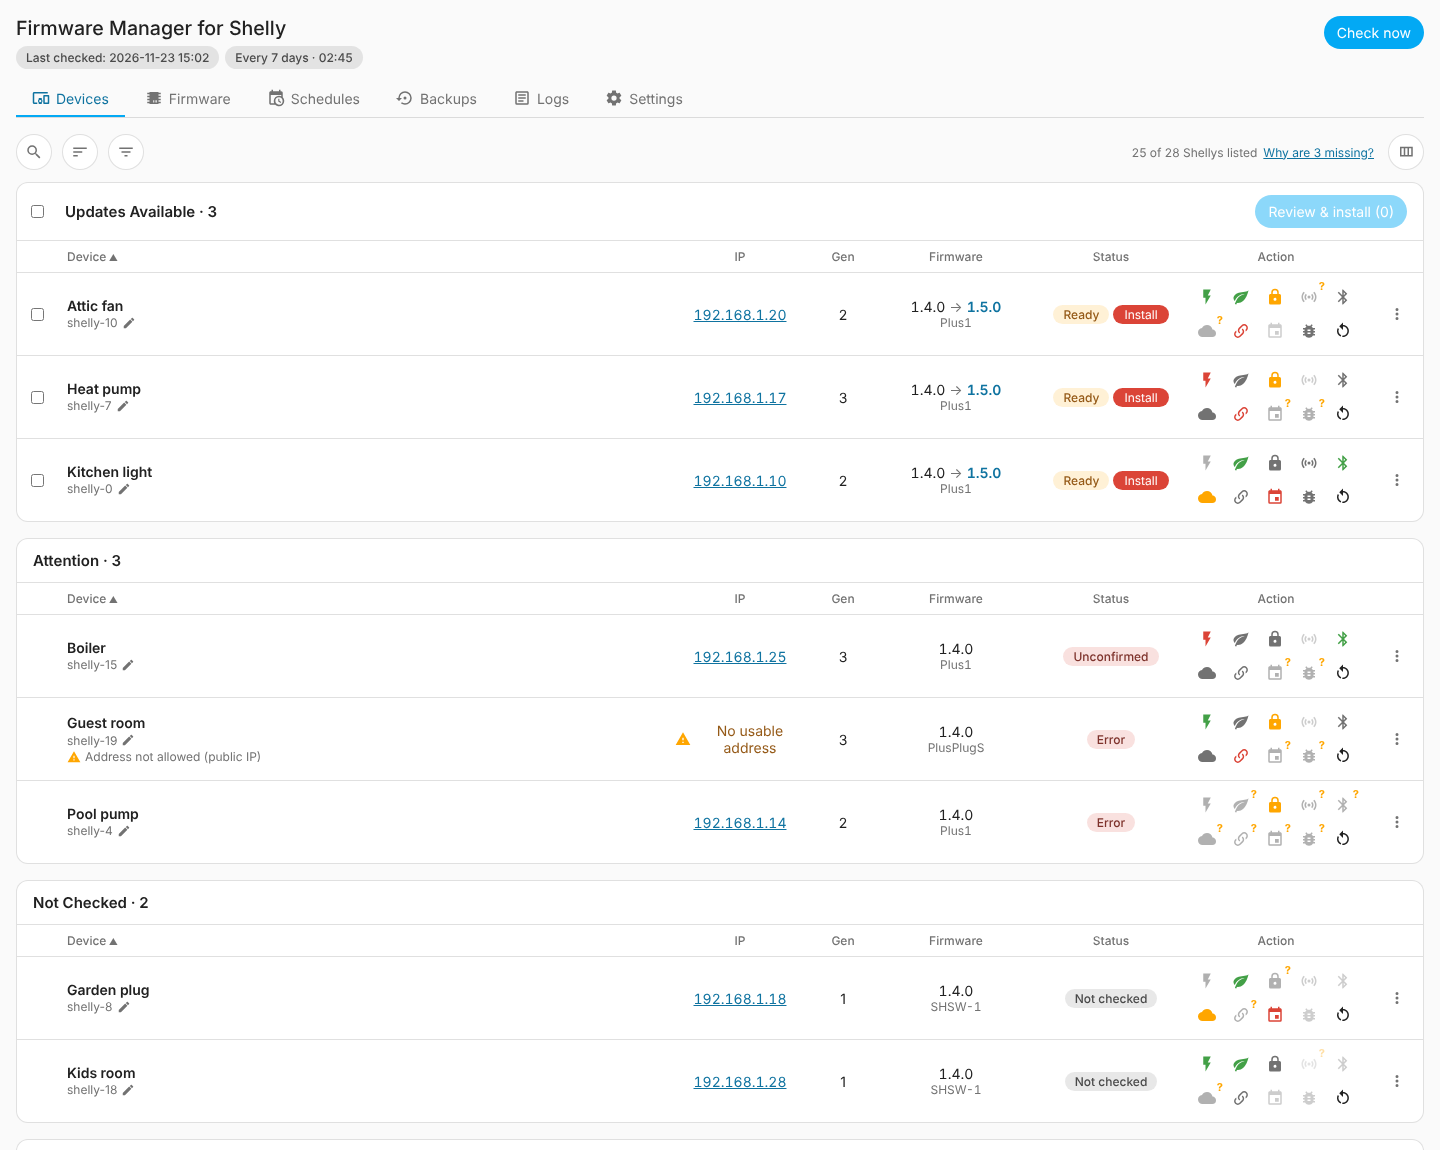 Firmware Manager for Shelly
Check now
Last checked: 2026-11-23 15:02
Every 7 days · 02:45
Devices
Firmware
Schedules
Backups
Logs
Settings
25 of 28 Shellys listed Why are 3 missing?
Updates Available · 3
Review & install (0)
Device ▲ IP Gen Firmware Status Action
Attic fan
shelly-10
192.168.1.20
2
1.4.0 → 1.5.0
Plus1
Ready Install
?
?
Heat pump
shelly-7
192.168.1.17
3
1.4.0 → 1.5.0
Plus1
Ready Install
? ?
Kitchen light
shelly-0
192.168.1.10
2
1.4.0 → 1.5.0
Plus1
Ready Install
Attention · 3
Device ▲ IP Gen Firmware Status Action
Boiler
shelly-15
192.168.1.25
3
1.4.0
Plus1
Unconfirmed
? ?
Guest room
shelly-19
Address not allowed (public IP)
No usable
address
3
1.4.0
PlusPlugS
Error
? ?
Pool pump
shelly-4
192.168.1.14
2
1.4.0
Plus1
Error
? ? ?
? ? ? ?
Not Checked · 2
Device ▲ IP Gen Firmware Status Action
Garden plug
shelly-8
192.168.1.18
1
1.4.0
SHSW-1
Not checked
?
?
Kids room
shelly-18
192.168.1.28
1
1.4.0
SHSW-1
Not checked
?
?